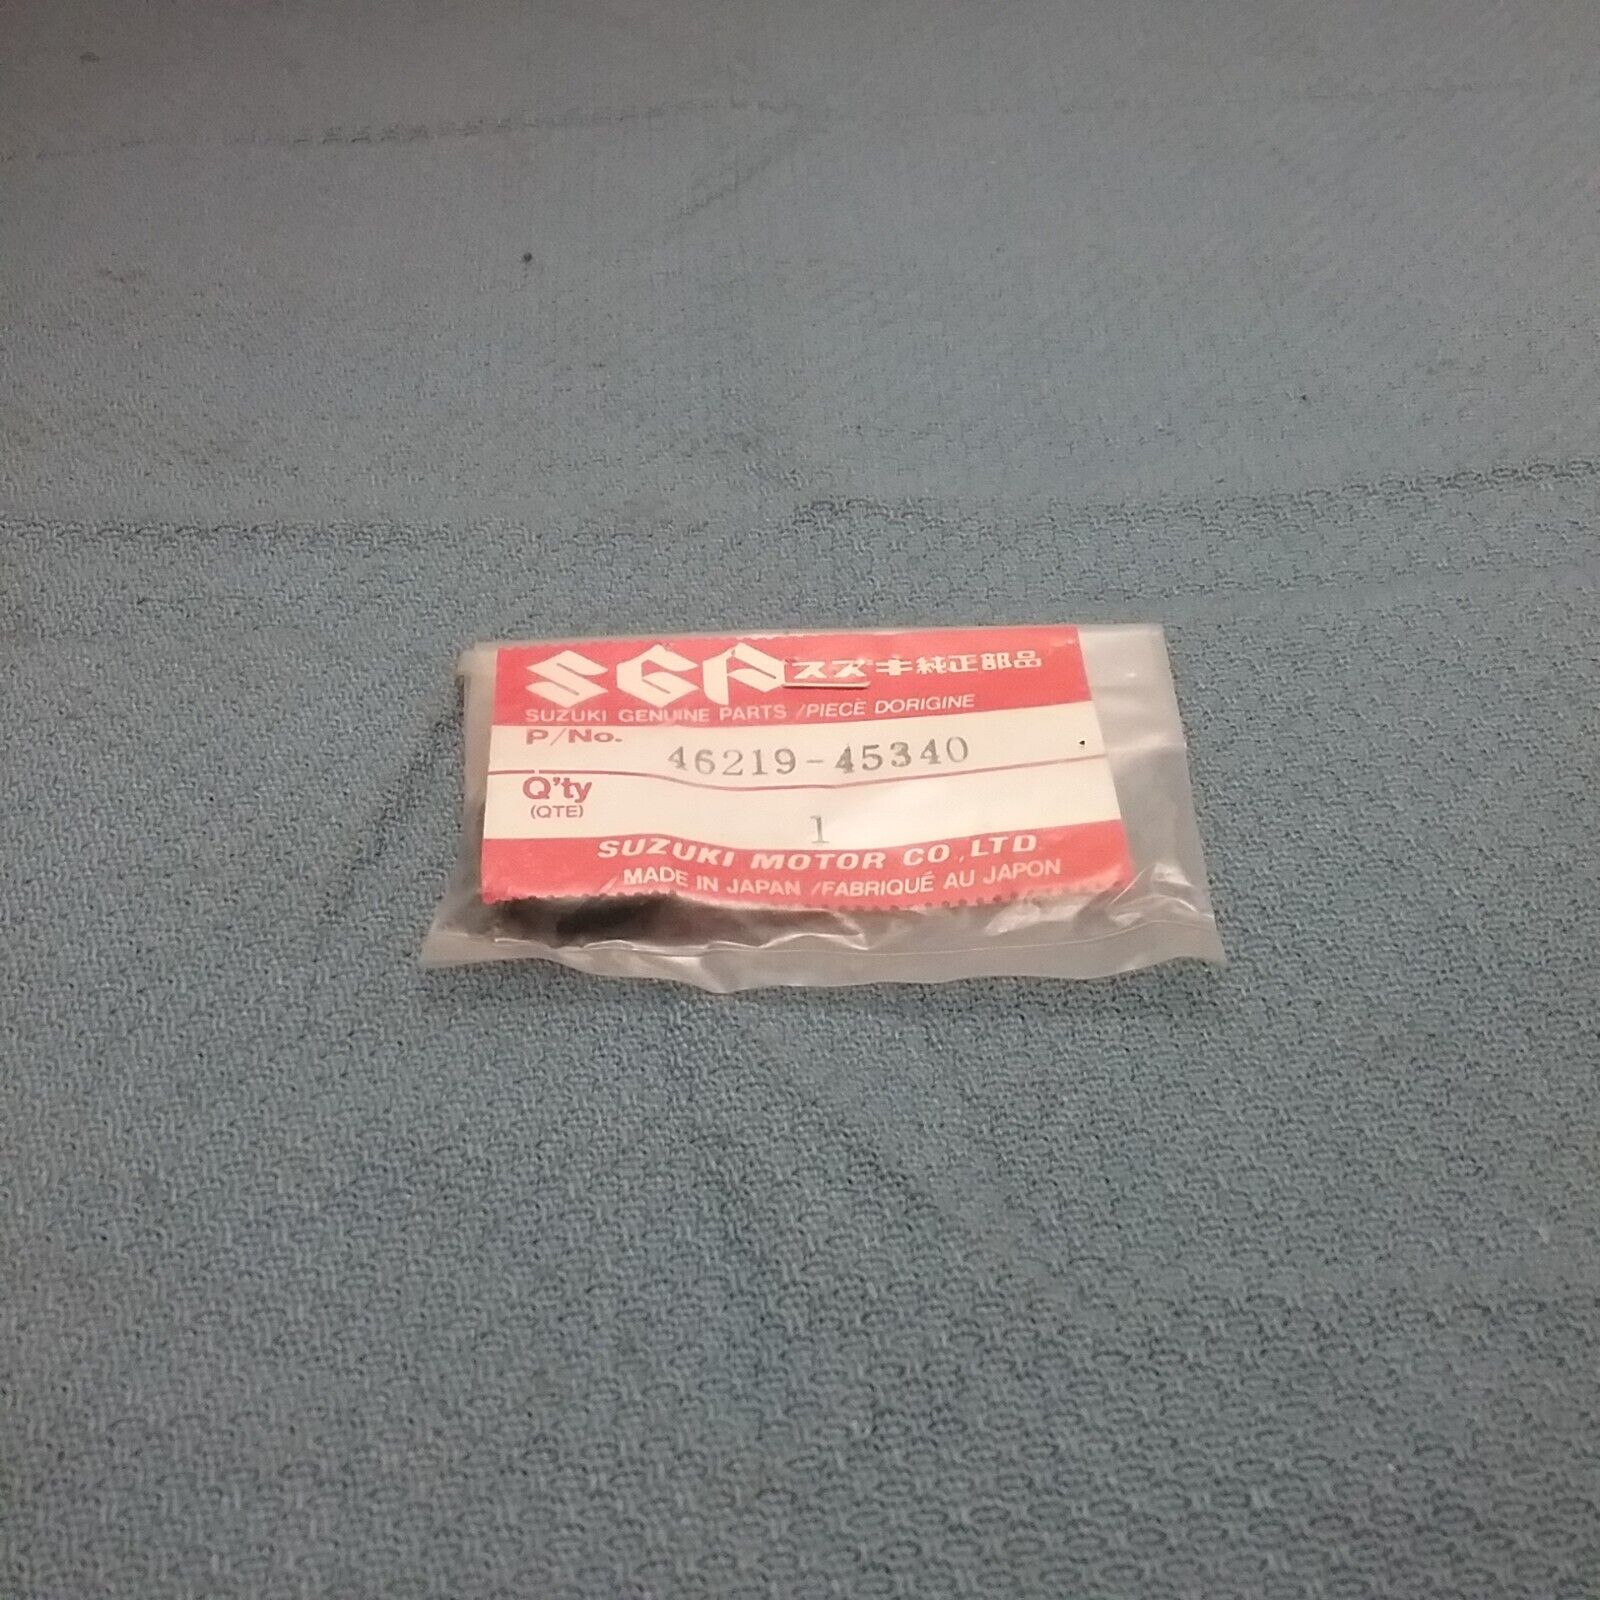 SGP スズキ純正部品
SUZUKI GENUINE PARTS /PIECE DORIGINE
P/No. 46219-45340
Q'ty
(QTE) 1
SUZUKI MOTOR CO.,LTD.
/MADE IN JAPAN /FABRIQUÉ AU JAPON